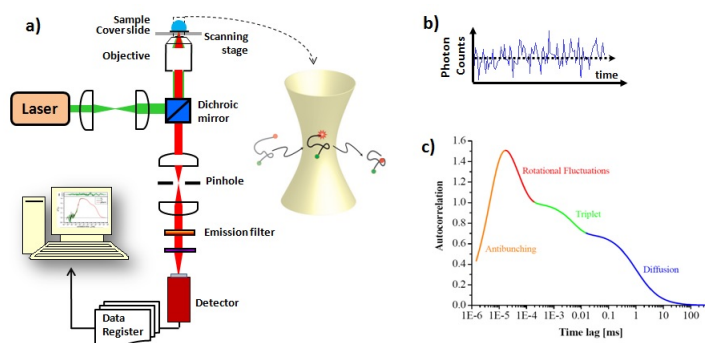 a)
Sample
Cover slide
Scanning
stage
Objective
Laser
Dichroic
mirror
Pinhole
Emission filter
Detector
Data
Register
b)
Photon
Counts
time
c)
Autocorrelation
1.6
1.4
1.2
1.0
0.8
0.6
0.4
0.2
0.0
Rotational Fluctuations
Triplet
Antibunching
Diffusion
1E-6 1E-5 1E-4 1E-3 0.01 0.1 1 10 100
Time lag [ms]